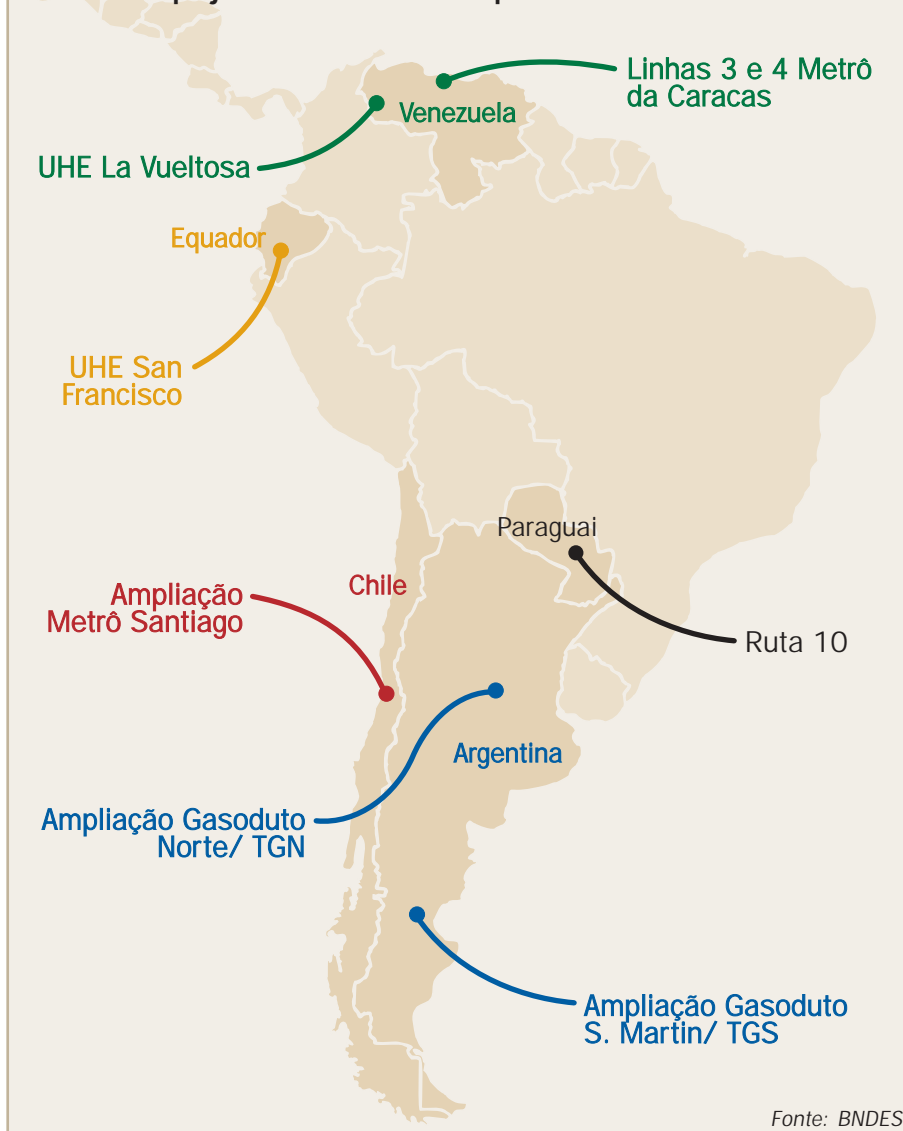 Linhas 3 e 4 Metrô
da Caracas
Venezuela
UHE La Vueltosa
Equador
UHE San
Francisco
Paraguai
Chile
Ampliação
Metrô Santiago
Ruta 10
Argentina
Ampliação Gasoduto
Norte/ TGN
Ampliação Gasoduto
S. Martin/ TGS
Fonte: BNDES